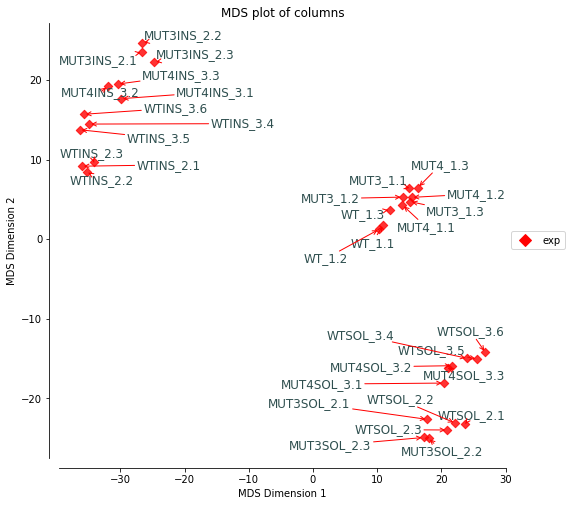 MDS plot of columns
MUT3INS_2.2
MUT3INS_2.1
MUT3INS_2.3
MUT4INS_3.3
MUT4INS_3.2
MUT4INS_3.1
WTINS_3.6
WTINS_3.4
WTINS_3.5
WTINS_2.3
WTINS_2.1
WTINS_2.2
MUT4_1.3
MUT3_1.1
MUT3_1.2
MUT4_1.2
WT_1.3
MUT3_1.3
MUT4_1.1
WT_1.1
WT_1.2
exp
WTSOL_3.4
WTSOL_3.6
WTSOL_3.5
MUT4SOL_3.2
MUT4SOL_3.3
MUT4SOL_3.1
MUT3SOL_2.1
WTSOL_2.2
WTSOL_2.1
WTSOL_2.3
MUT3SOL_2.3
MUT3SOL_2.2
20
10
0
−10
−20
MDS Dimension 2
−30 −20 −10 0 10 20 30
MDS Dimension 1